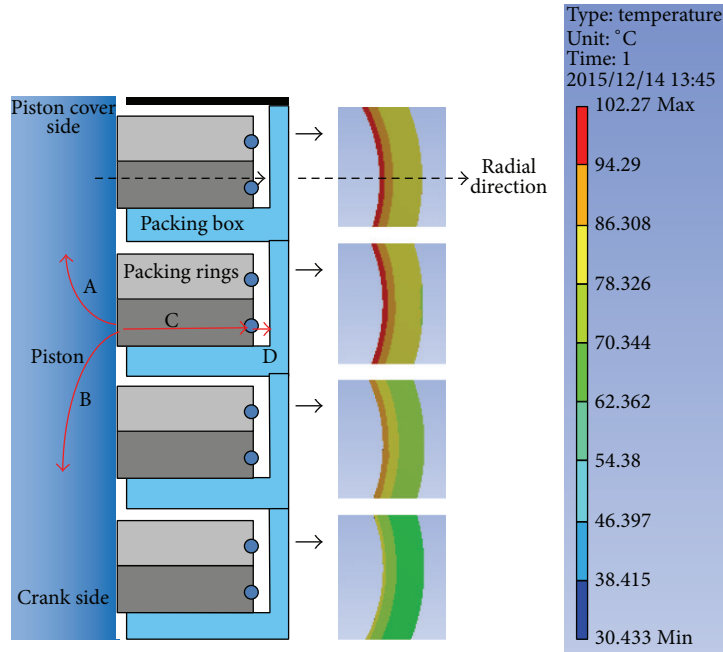 Piston cover
side
Packing box
Packing rings
A
C
Piston
D
B
Crank side
Radial
direction
Type: temperature
Unit: °C
Time: 1
2015/12/14 13:45
102.27 Max
94.29
86.308
78.326
70.344
62.362
54.38
46.397
38.415
30.433 Min